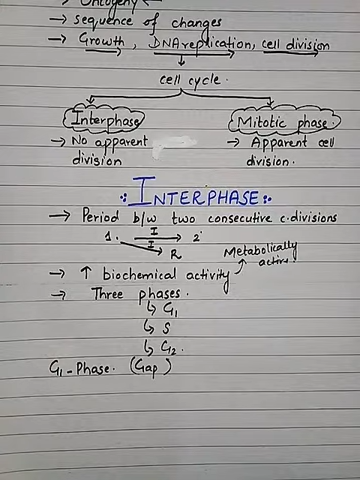 → Ontogeny ←
→ sequence of changes
→ Growth, DNA replication, cell division
cell cycle.
Interphase
Mitotic phase.
→ No apparent division
→ Apparent cell division.
INTERPHASE:
→ Period b/w two consecutive c.divisions
1. I → 2
I → R
Metabolically active
→ ↑ biochemical activity
→ Three phases.
↳ G1
↳ S
↳ G2
G1-Phase. (Gap)